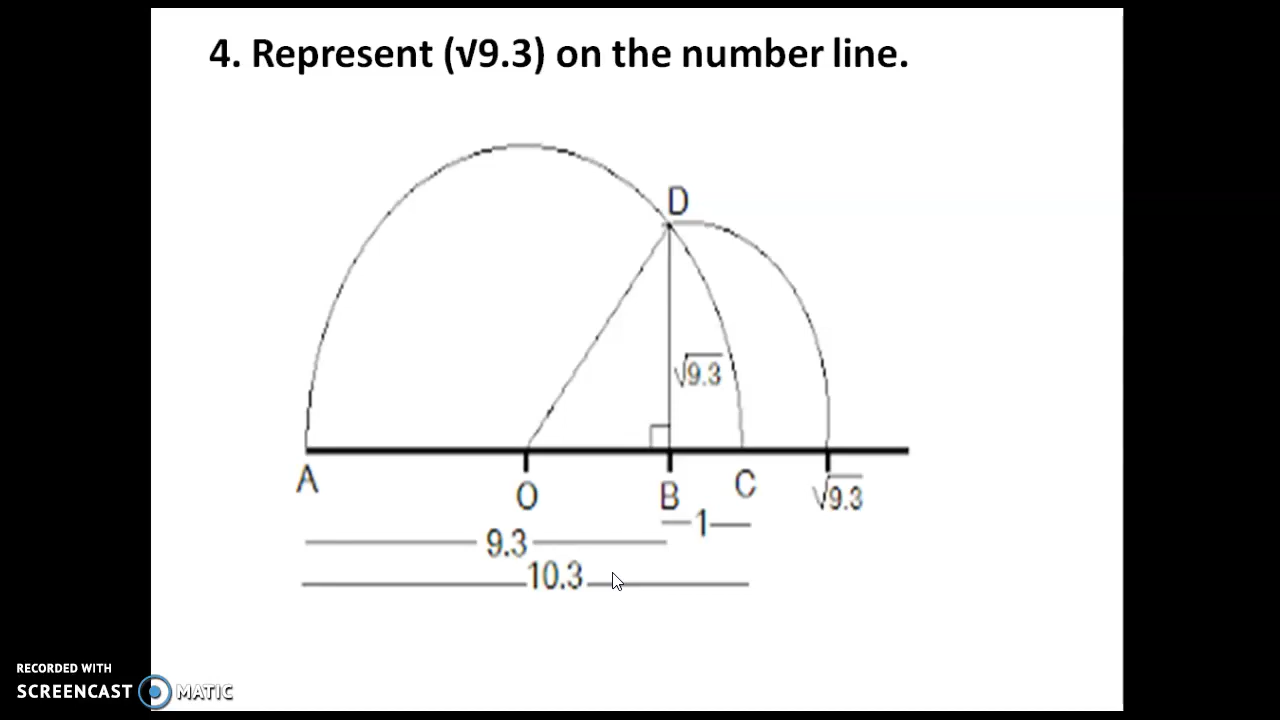 4. Represent (√9.3) on the number line.
D
√9.3
A
O
B
C
√9.3
1
9.3
10.3
RECORDED WITH
SCREENCAST MATIC